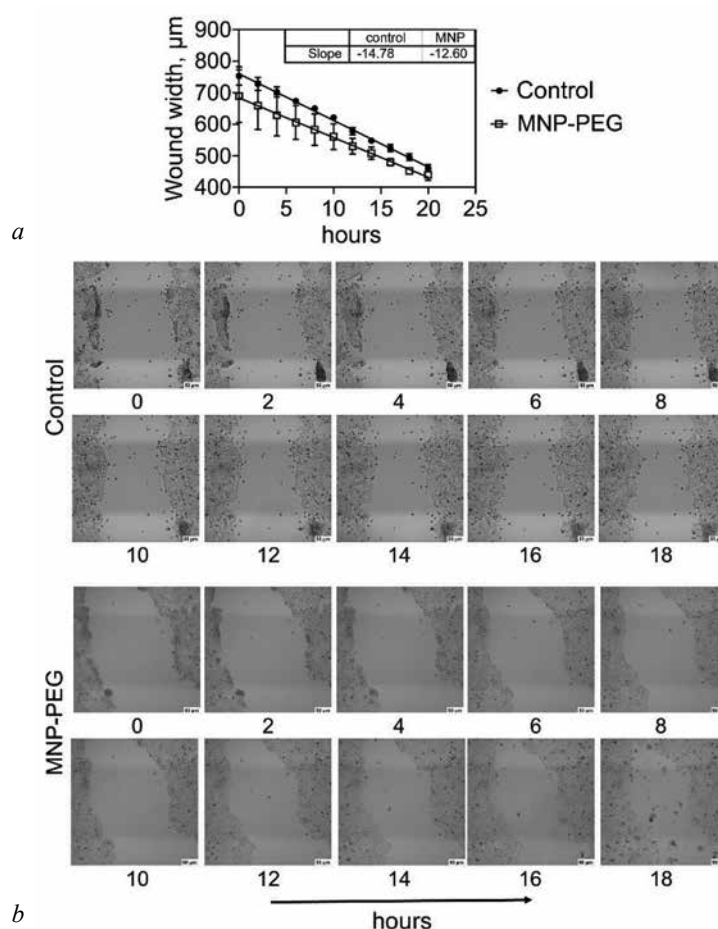 900
800
700
600
500
400
Wound width, µm
control MNP
Slope -14.78 -12.60
Control
MNP-PEG
0 5 10 15 20 25
hours
a
Control
0 2 4 6 8
10 12 14 16 18
MNP-PEG
0 2 4 6 8
10 12 14 16 18
hours
b